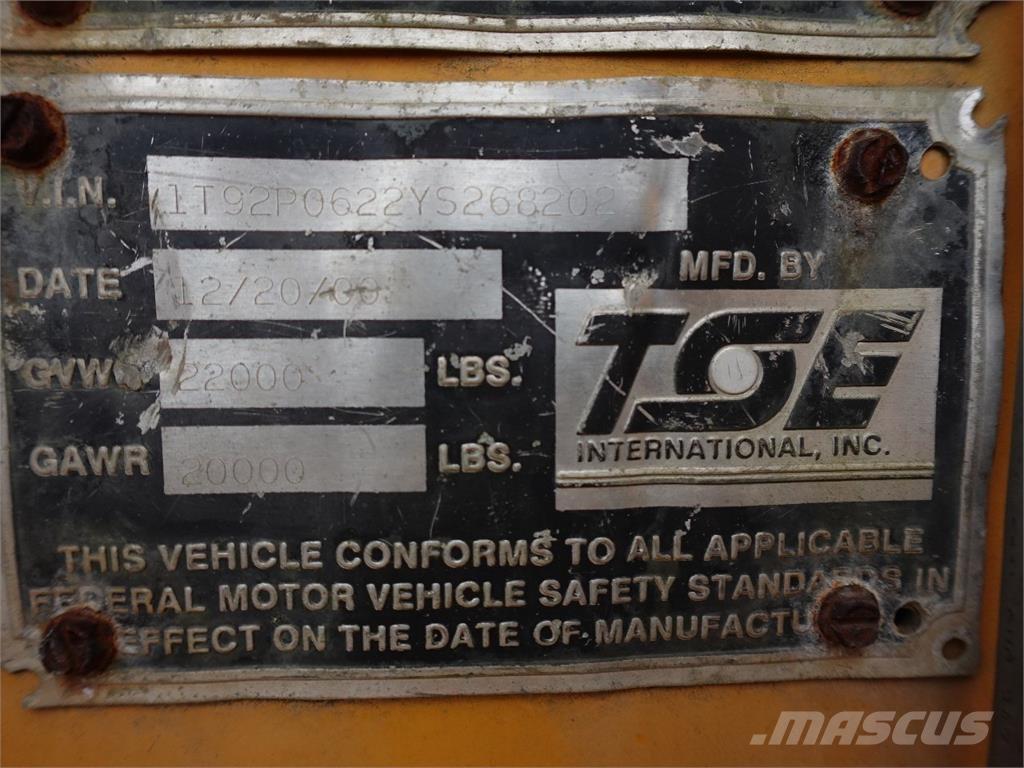 V.I.N. 1T92P0622YS268202
DATE 12/20/00
MFD. BY
TSE
GVW 22000 LBS.
INTERNATIONAL, INC.
GAWR 20000 LBS.
THIS VEHICLE CONFORMS TO ALL APPLICABLE
FEDERAL MOTOR VEHICLE SAFETY STANDARDS IN
EFFECT ON THE DATE OF MANUFACTU
MASCUS